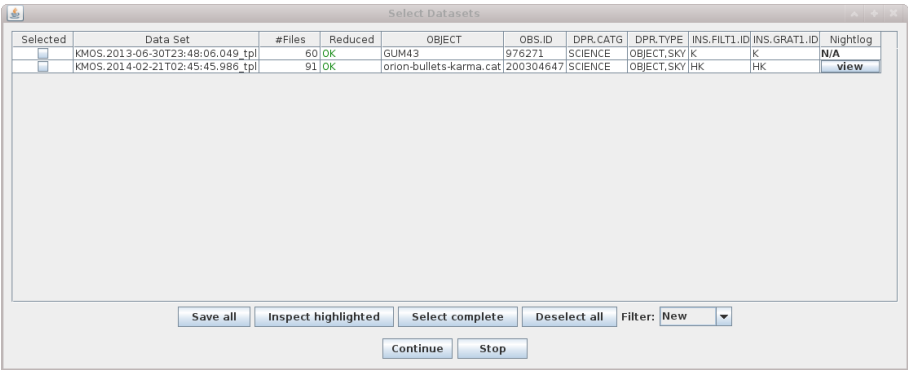 Select Datasets
Selected Data Set #Files Reduced OBJECT OBS.ID DPR.CATG DPR.TYPE INS.FILT1.ID INS.GRAT1.ID Nightlog
KMOS.2013-06-30T23:48:06.049_tpl 60 OK GUM43 976271 SCIENCE OBJECT,SKY K K N/A
KMOS.2014-02-21T02:45:45.986_tpl 91 OK orion-bullets-karma.cat 200304647 SCIENCE OBJECT,SKY HK HK view
Save all Inspect highlighted Select complete Deselect all Filter: New
Continue Stop